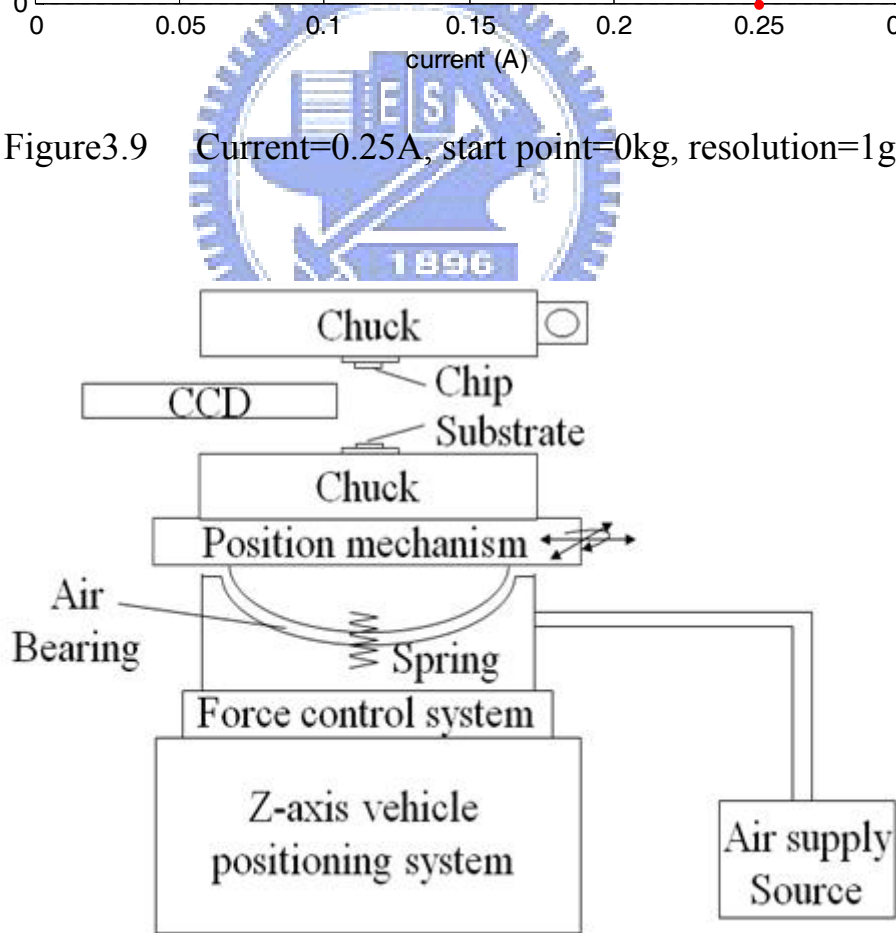 0
0 0.05 0.1 0.15 0.2 0.25 0
current (A)
E S A
Figure3.9 Current=0.25A, start point=0kg, resolution=1g
1896
Chuck
Chip
CCD
Substrate
Chuck
Position mechanism
Air
Bearing
Spring
Force control system
Z-axis vehicle
positioning system
Air supply
Source